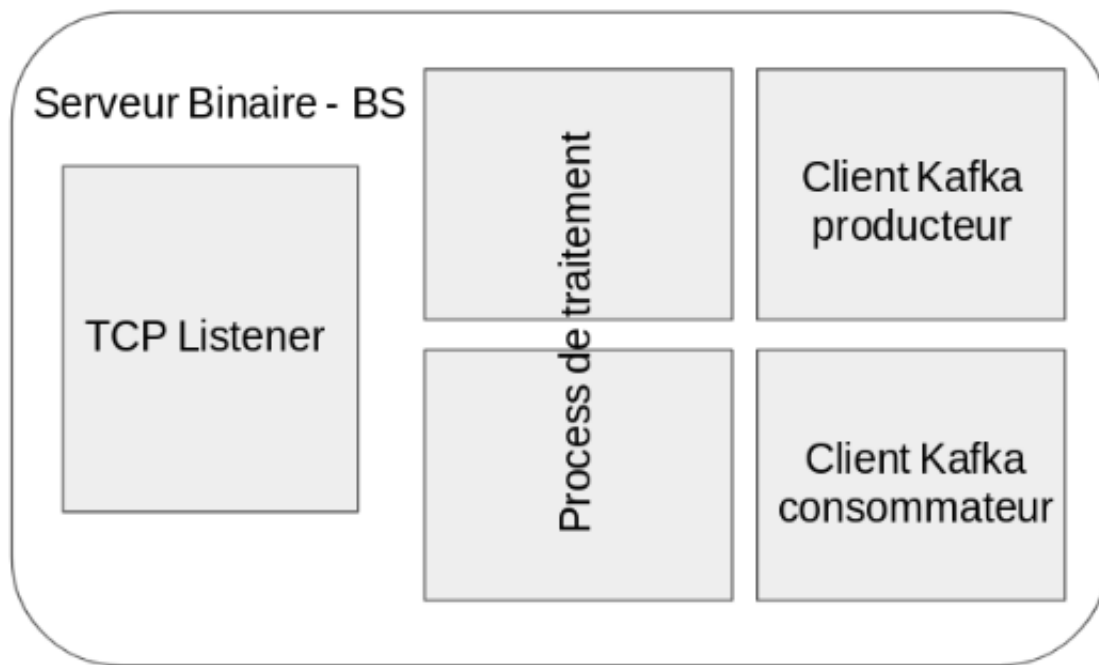 Serveur Binaire - BS
TCP Listener
Process de traitement
Client Kafka
producteur
Client Kafka
consommateur